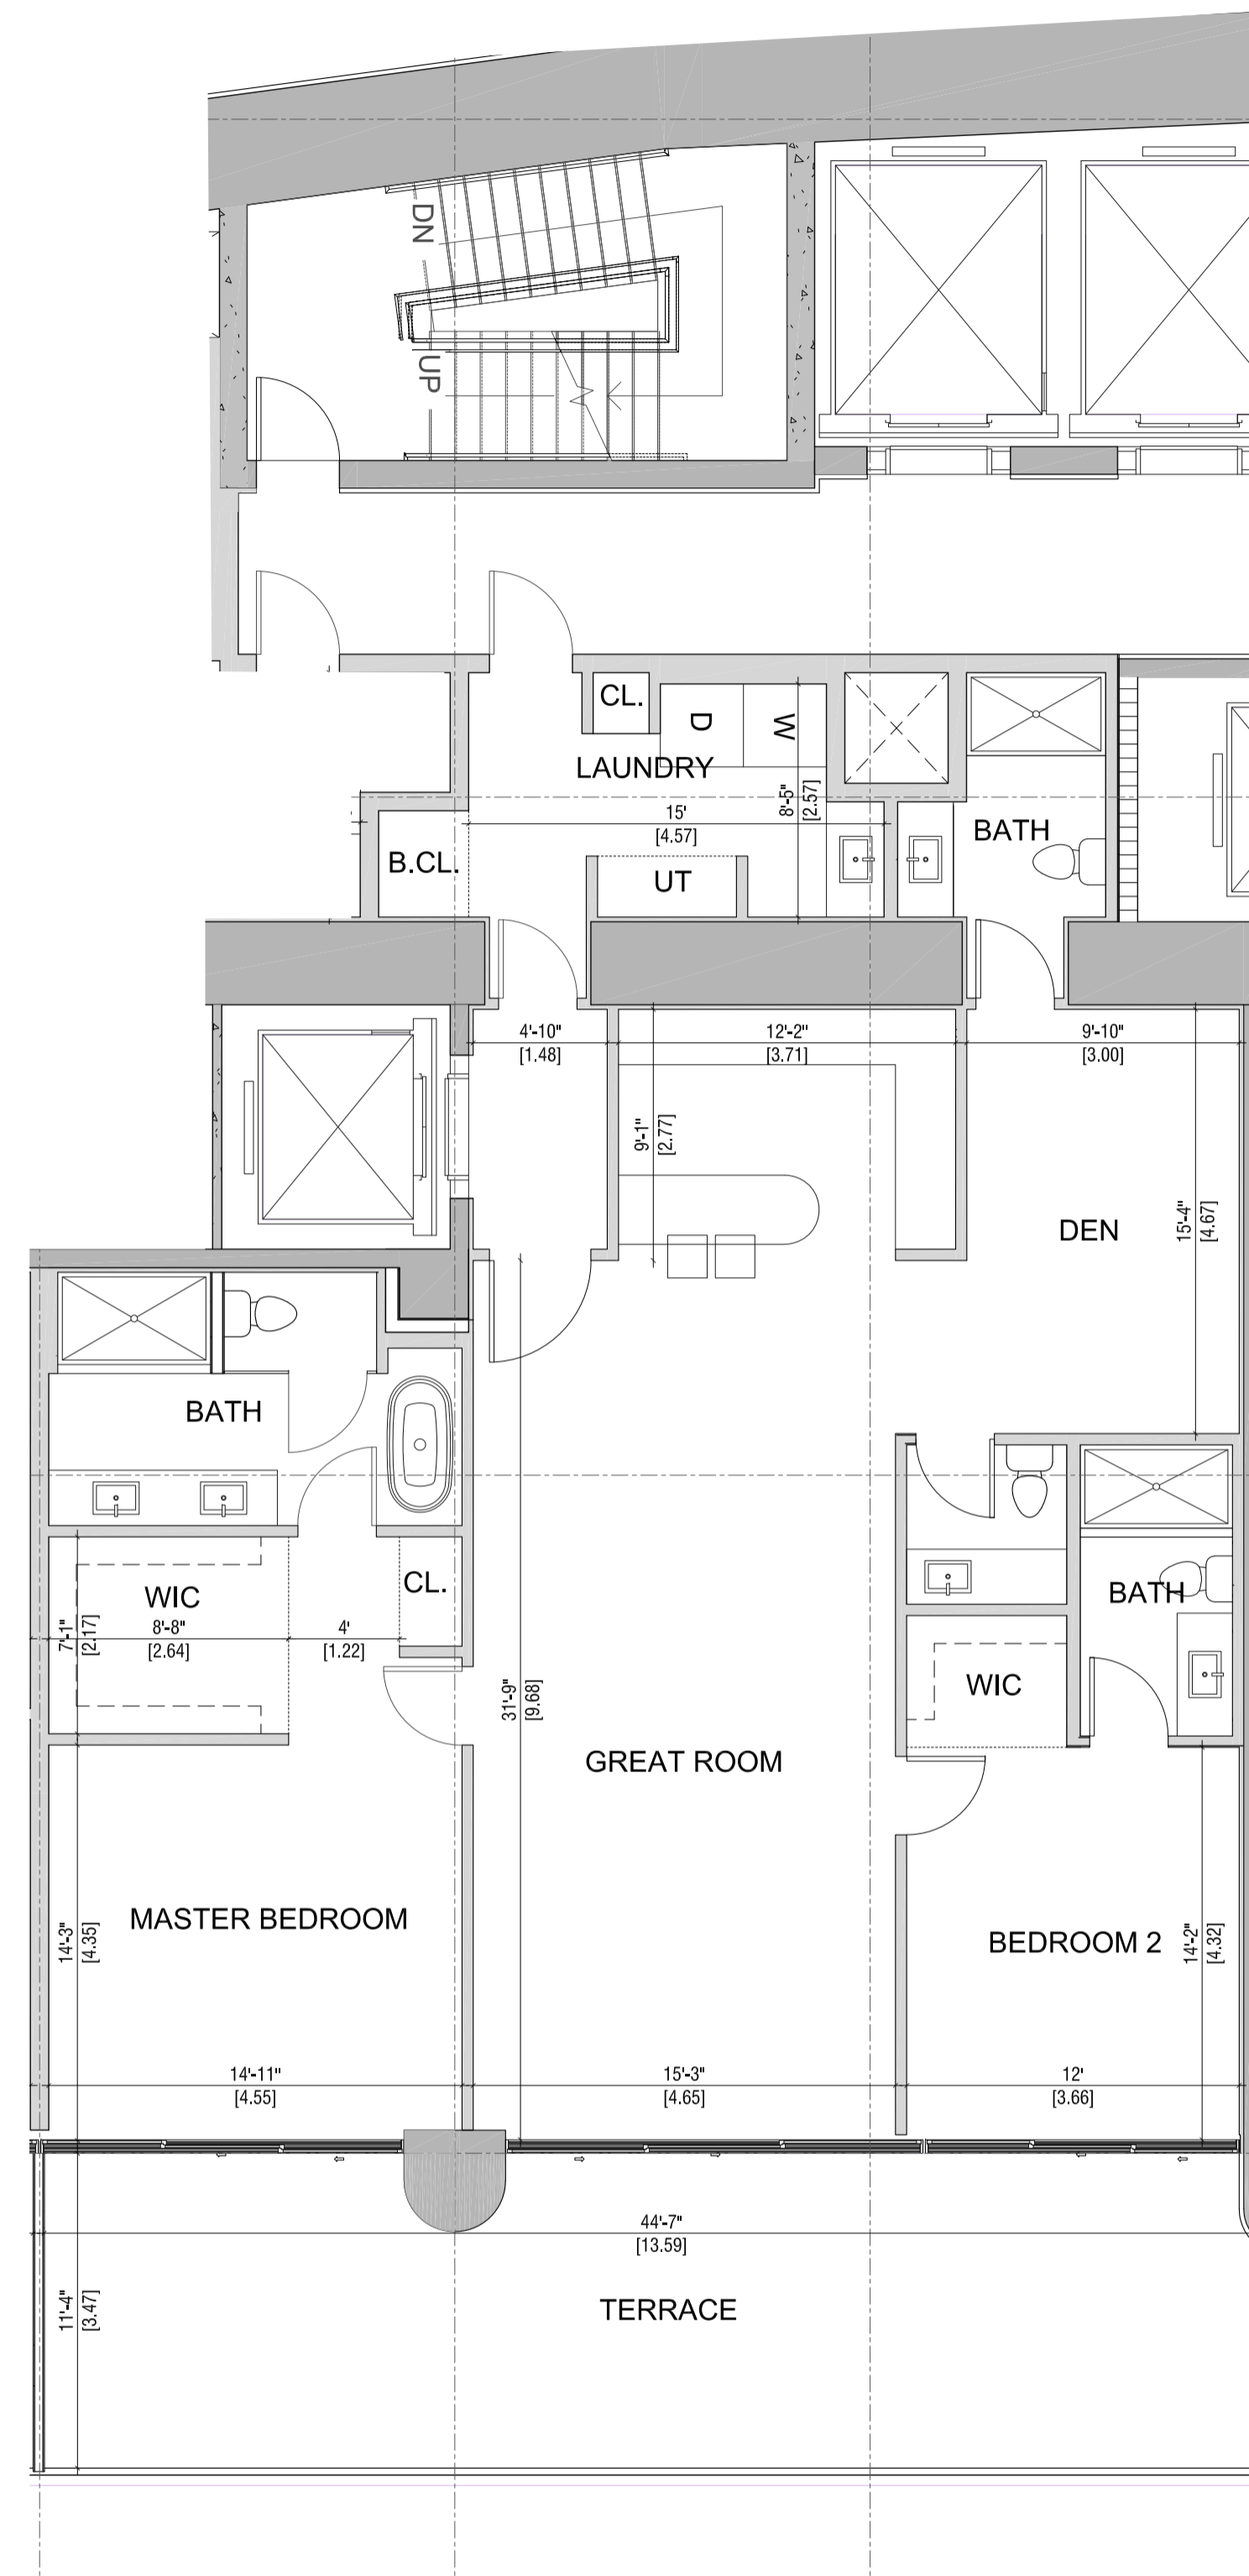 DN
UP
CL.
D
W
LAUNDRY
8'-5"
[2.57]
15'
[4.57]
BATH
B.CL.
UT
4'-10"
[1.48]
12'-2"
[3.71]
9'-10"
[3.00]
9'-1"
[2.77]
15'-4"
[4.67]
DEN
BATH
WIC
CL.
BATH
7'-1"
[2.17]
8'-8"
[2.64]
4'
[1.22]
WIC
31'-9"
[9.68]
GREAT ROOM
MASTER BEDROOM
14'-3"
[4.35]
BEDROOM 2
14'-2"
[4.32]
14'-11"
[4.55]
15'-3"
[4.65]
12'
[3.66]
44'-7"
[13.59]
TERRACE
11'-4"
[3.47]